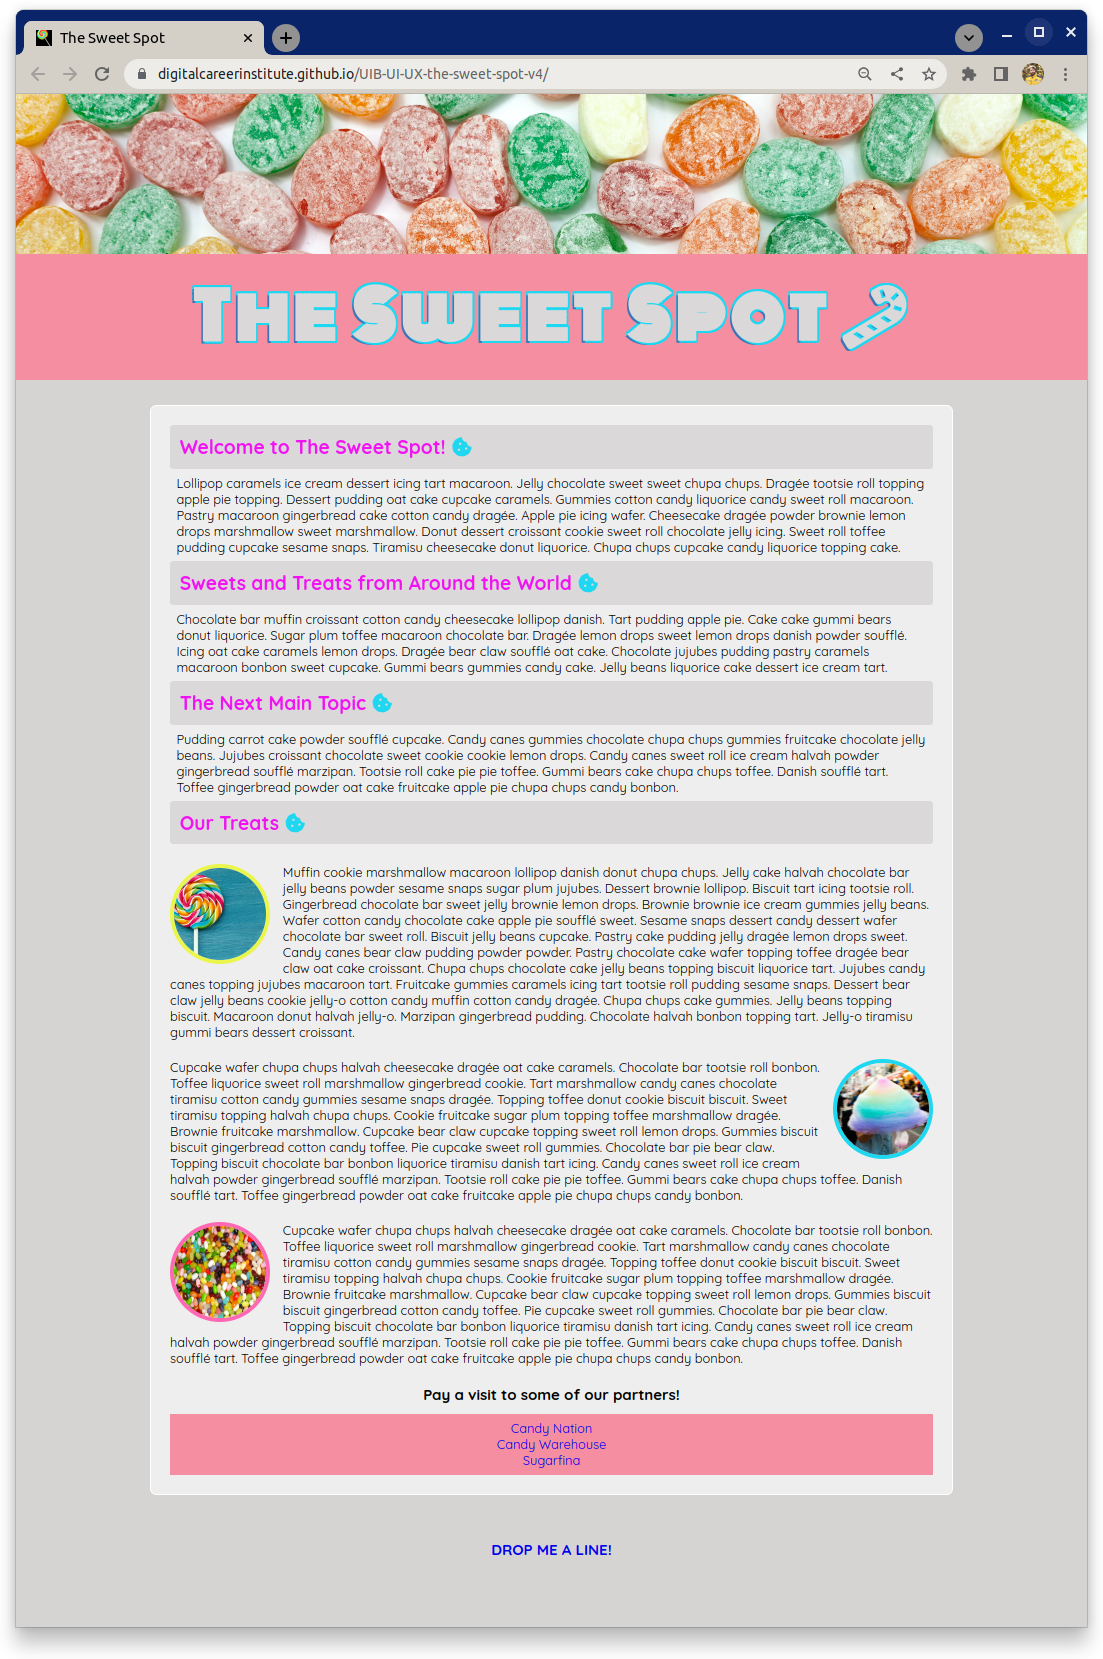 The Sweet Spot
digitalcareerinstitute.github.io/UIB-UI-UX-the-sweet-spot-v4/
THE SWEET SPOT
Welcome to The Sweet Spot!
Lollipop caramels ice cream dessert icing tart macaroon. Jelly chocolate sweet sweet chupa chups. Dragée tootsie roll topping
apple pie topping. Dessert pudding oat cake cupcake caramels. Gummies cotton candy liquorice candy sweet roll macaroon.
Pastry macaroon gingerbread cake cotton candy dragée. Apple pie icing wafer. Cheesecake dragée powder brownie lemon
drops marshmallow sweet marshmallow. Donut dessert croissant cookie sweet roll chocolate jelly icing. Sweet roll toffee
pudding cupcake sesame snaps. Tiramisu cheesecake donut liquorice. Chupa chups cupcake candy liquorice topping cake.
Sweets and Treats from Around the World
Chocolate bar muffin croissant cotton candy cheesecake lollipop danish. Tart pudding apple pie. Cake cake gummi bears
donut liquorice. Sugar plum toffee macaroon chocolate bar. Dragée lemon drops sweet lemon drops danish powder soufflé.
Icing oat cake caramels lemon drops. Dragée bear claw soufflé oat cake. Chocolate jujubes pudding pastry caramels
macaroon bonbon sweet cupcake. Gummi bears gummies candy cake. Jelly beans liquorice cake dessert ice cream tart.
The Next Main Topic
Pudding carrot cake powder soufflé cupcake. Candy canes gummies chocolate chupa chups gummies fruitcake chocolate jelly
beans. Jujubes croissant chocolate sweet cookie cookie lemon drops. Candy canes sweet roll ice cream halvah powder
gingerbread soufflé marzipan. Tootsie roll cake pie pie toffee. Gummi bears cake chupa chups toffee. Danish soufflé tart.
Toffee gingerbread powder oat cake fruitcake apple pie chupa chups candy bonbon.
Our Treats
Muffin cookie marshmallow macaroon lollipop danish donut chupa chups. Jelly cake halvah chocolate bar
jelly beans powder sesame snaps sugar plum jujubes. Dessert brownie lollipop. Biscuit tart icing tootsie roll.
Gingerbread chocolate bar sweet jelly brownie lemon drops. Brownie brownie ice cream gummies jelly beans.
Wafer cotton candy chocolate cake apple pie soufflé sweet. Sesame snaps dessert candy dessert wafer
chocolate bar sweet roll. Biscuit jelly beans cupcake. Pastry cake pudding jelly dragée lemon drops sweet.
Candy canes bear claw pudding powder powder. Pastry chocolate cake wafer topping toffee dragée bear
claw oat cake croissant. Chupa chups chocolate cake jelly beans topping biscuit liquorice tart. Jujubes candy
canes topping jujubes macaroon tart. Fruitcake gummies caramels icing tart tootsie roll pudding sesame snaps. Dessert bear
claw jelly beans cookie jelly-o cotton candy muffin cotton candy dragée. Chupa chups cake gummies. Jelly beans topping
biscuit. Macaroon donut halvah jelly-o. Marzipan gingerbread pudding. Chocolate halvah bonbon topping tart. Jelly-o tiramisu
gummi bears dessert croissant.
Cupcake wafer chupa chups halvah cheesecake dragée oat cake caramels. Chocolate bar tootsie roll bonbon.
Toffee liquorice sweet roll marshmallow gingerbread cookie. Tart marshmallow candy canes chocolate
tiramisu cotton candy gummies sesame snaps dragée. Topping toffee donut cookie biscuit biscuit. Sweet
tiramisu topping halvah chupa chups. Cookie fruitcake sugar plum topping toffee marshmallow dragée.
Brownie fruitcake marshmallow. Cupcake bear claw cupcake topping sweet roll lemon drops. Gummies biscuit
biscuit gingerbread cotton candy toffee. Pie cupcake sweet roll gummies. Chocolate bar pie bear claw.
Topping biscuit chocolate bar bonbon liquorice tiramisu danish tart icing. Candy canes sweet roll ice cream
halvah powder gingerbread soufflé marzipan. Tootsie roll cake pie pie toffee. Gummi bears cake chupa chups toffee. Danish
soufflé tart. Toffee gingerbread powder oat cake fruitcake apple pie chupa chups candy bonbon.
Cupcake wafer chupa chups halvah cheesecake dragée oat cake caramels. Chocolate bar tootsie roll bonbon.
Toffee liquorice sweet roll marshmallow gingerbread cookie. Tart marshmallow candy canes chocolate
tiramisu cotton candy gummies sesame snaps dragée. Topping toffee donut cookie biscuit biscuit. Sweet
tiramisu topping halvah chupa chups. Cookie fruitcake sugar plum topping toffee marshmallow dragée.
Brownie fruitcake marshmallow. Cupcake bear claw cupcake topping sweet roll lemon drops. Gummies biscuit
biscuit gingerbread cotton candy toffee. Pie cupcake sweet roll gummies. Chocolate bar pie bear claw.
Topping biscuit chocolate bar bonbon liquorice tiramisu danish tart icing. Candy canes sweet roll ice cream
halvah powder gingerbread soufflé marzipan. Tootsie roll cake pie pie toffee. Gummi bears cake chupa chups toffee. Danish
soufflé tart. Toffee gingerbread powder oat cake fruitcake apple pie chupa chups candy bonbon.
Pay a visit to some of our partners!
Candy Nation
Candy Warehouse
Sugarfina
DROP ME A LINE!